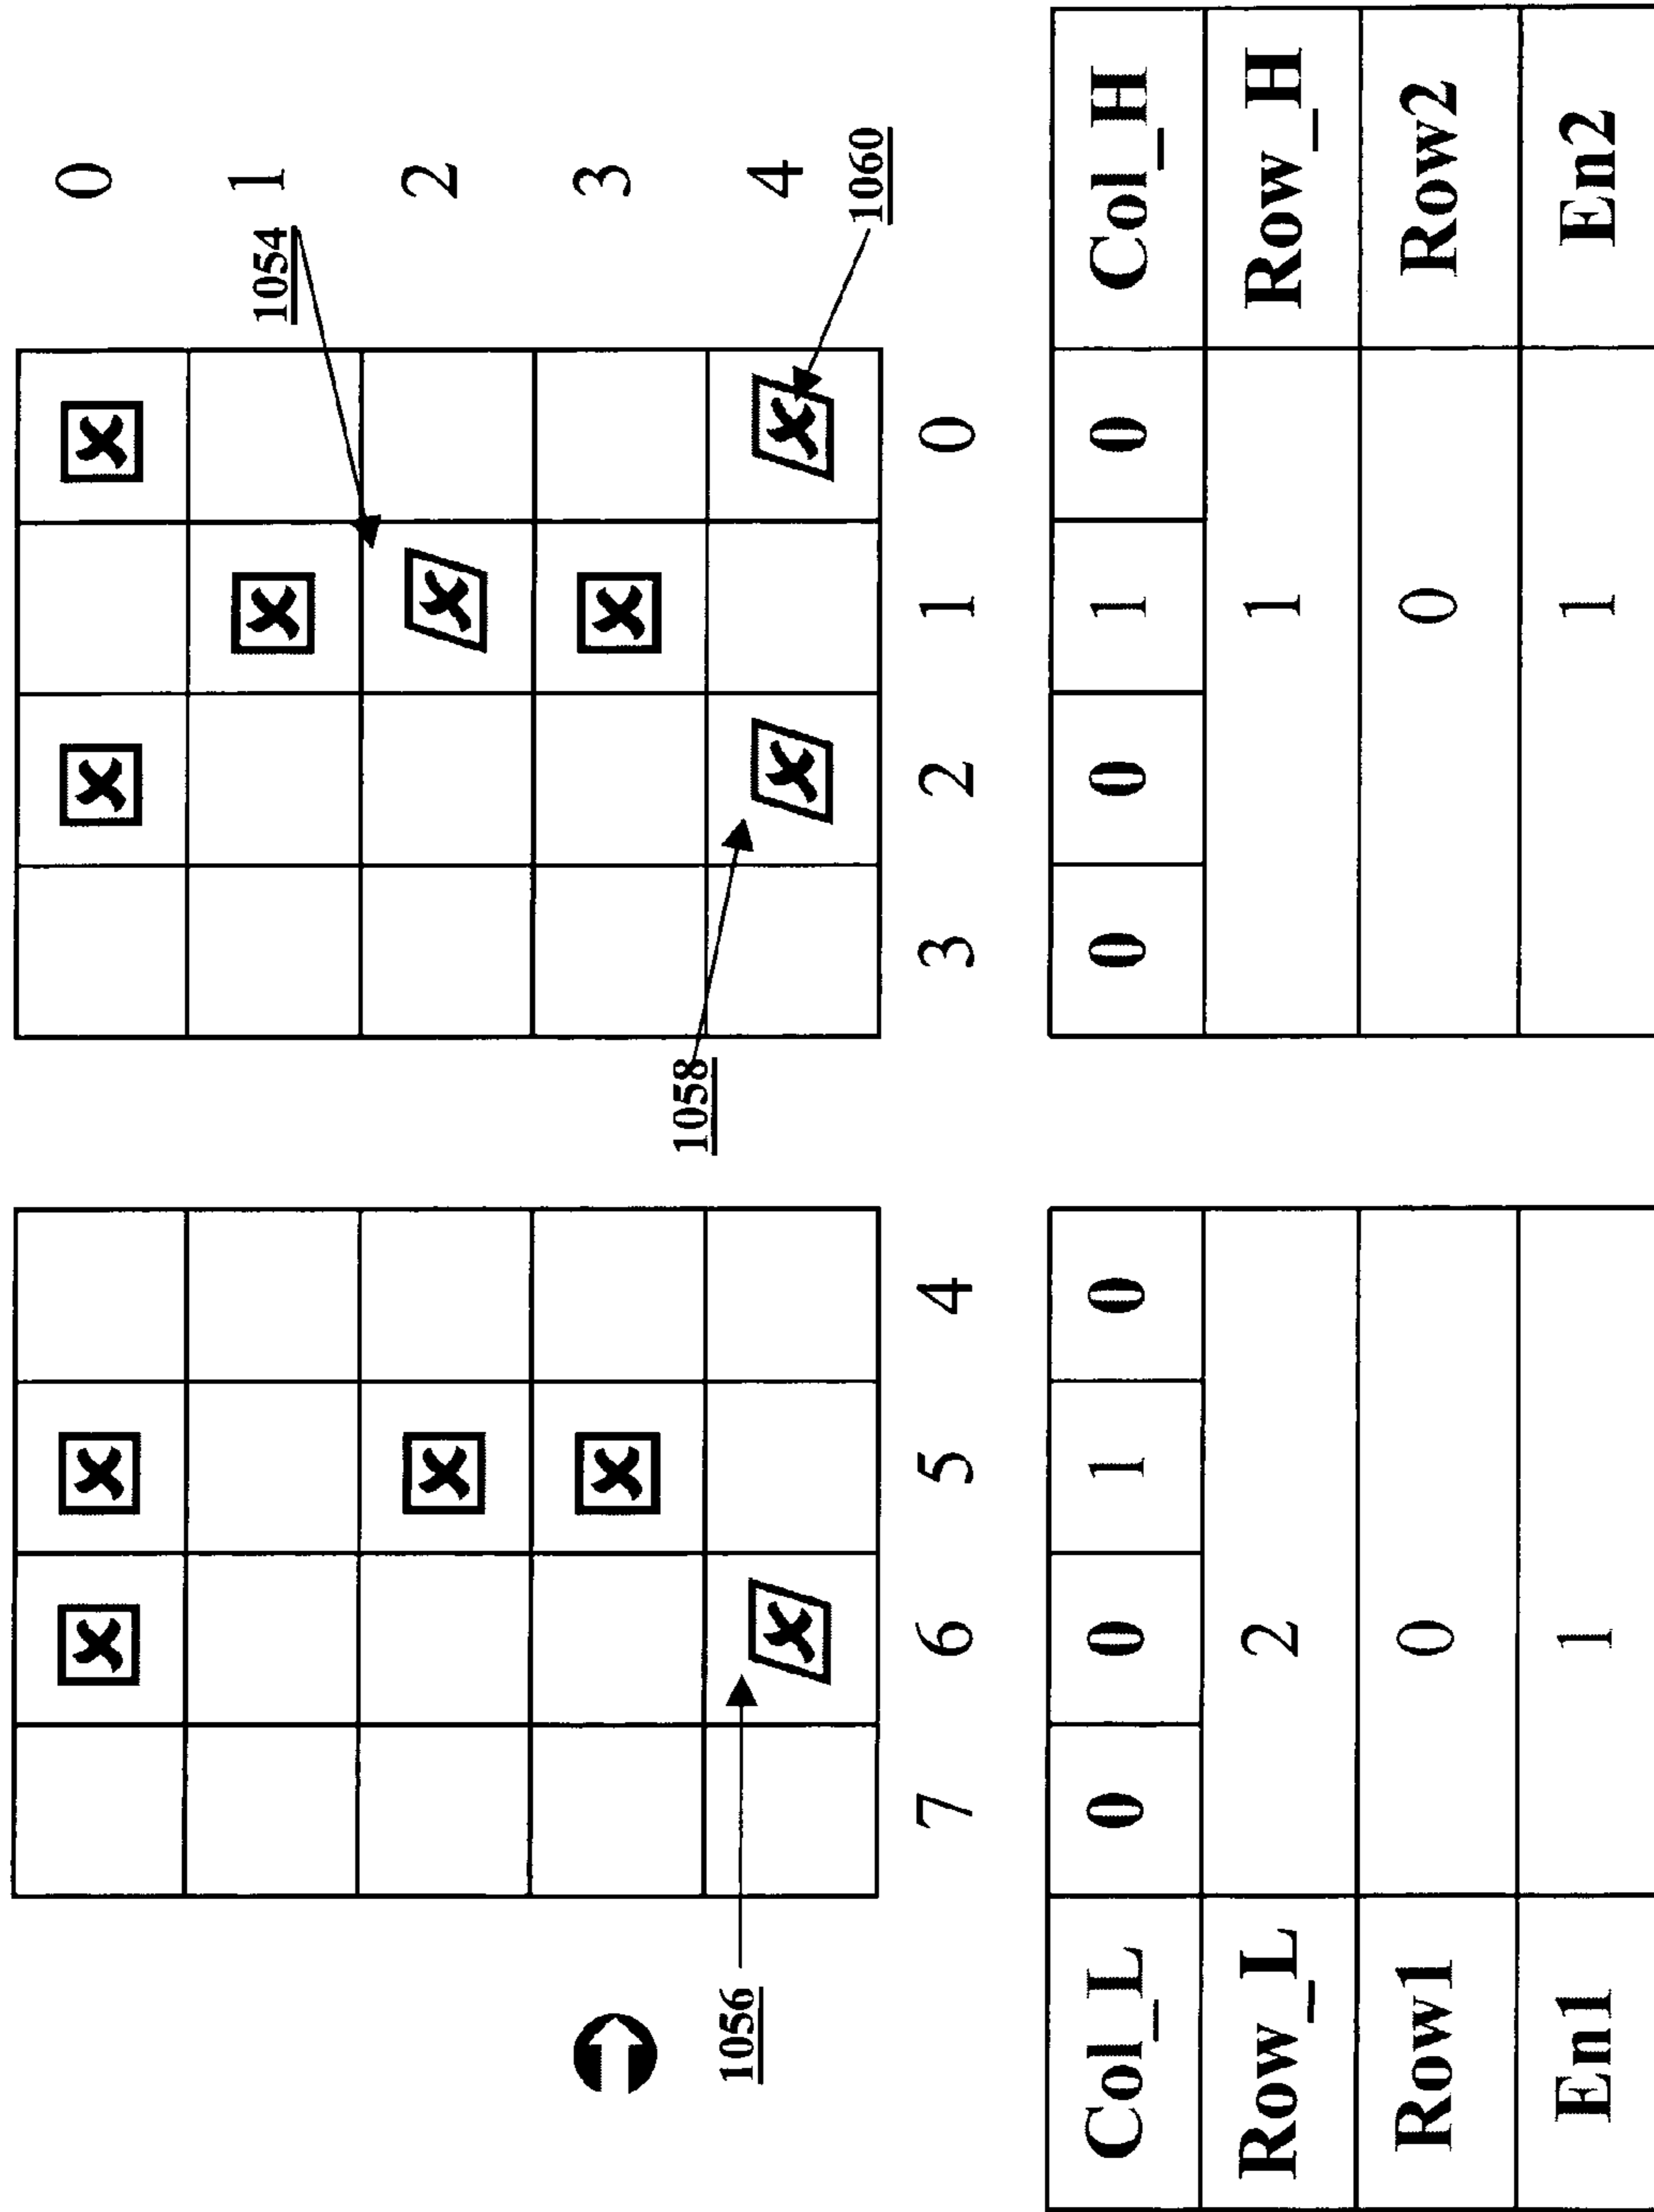 0
1054 1
2
3
1058
1056
4
1060
7 6 5 4 3 2 1 0
Col_L 0 0 1 0 0 0 1 0 Col_H
Row_L 2 1 Row_H
Row1 0 0 Row2
En1 1 1 En2